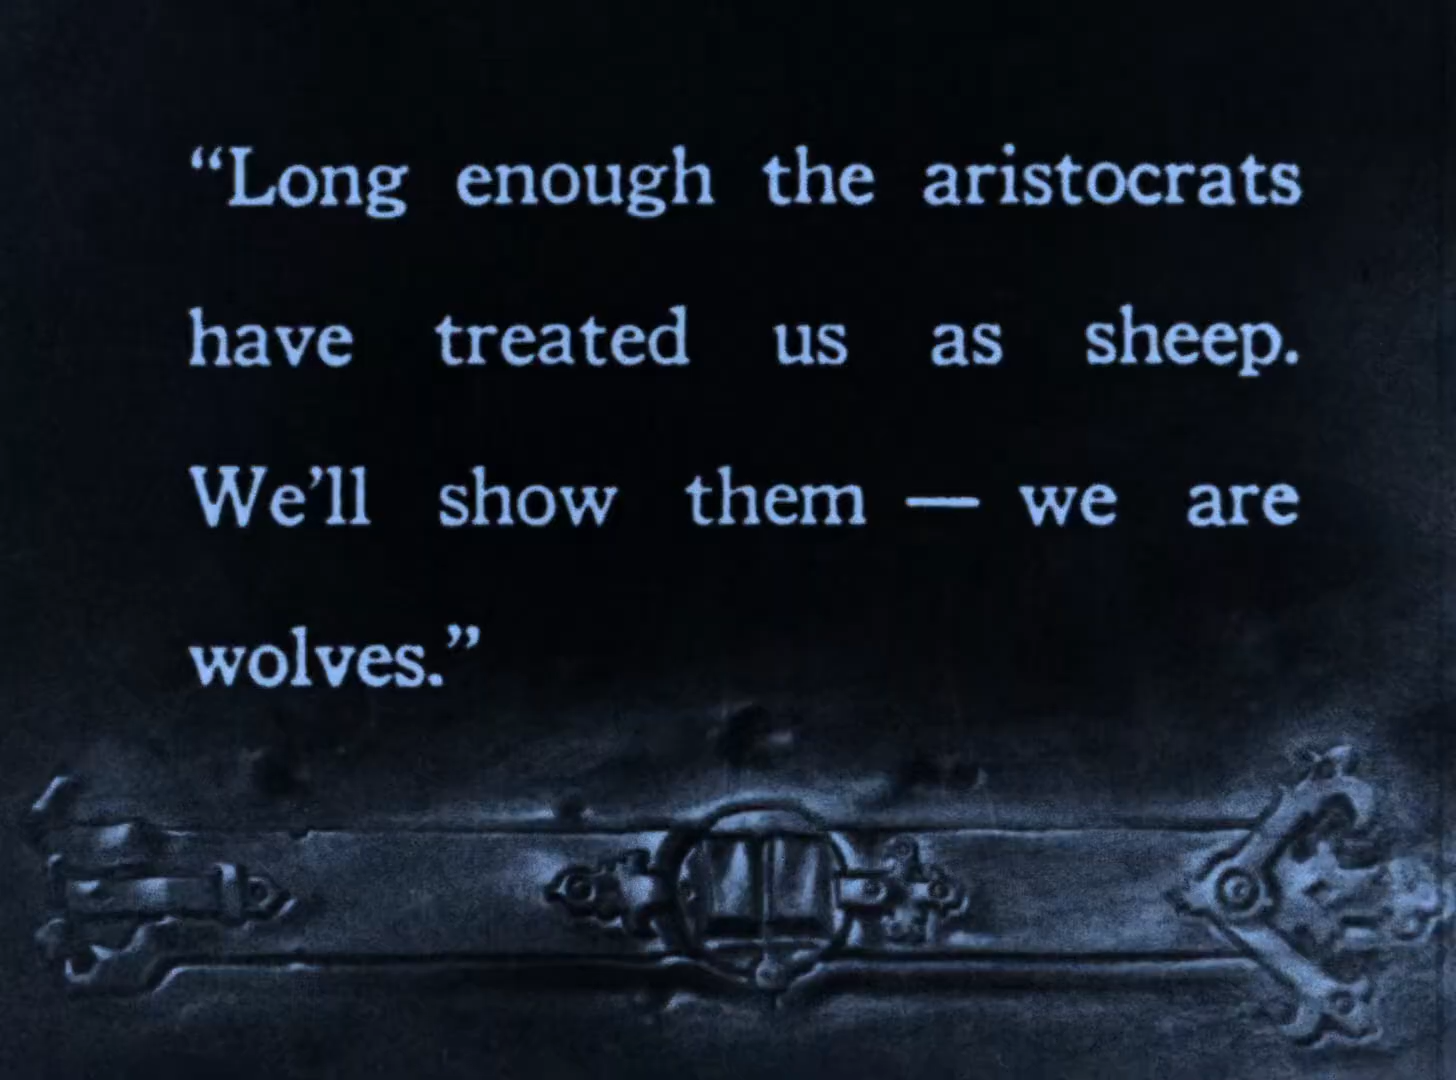 “Long enough the aristocrats
have treated us as sheep.
We’ll show them — we are
wolves.”